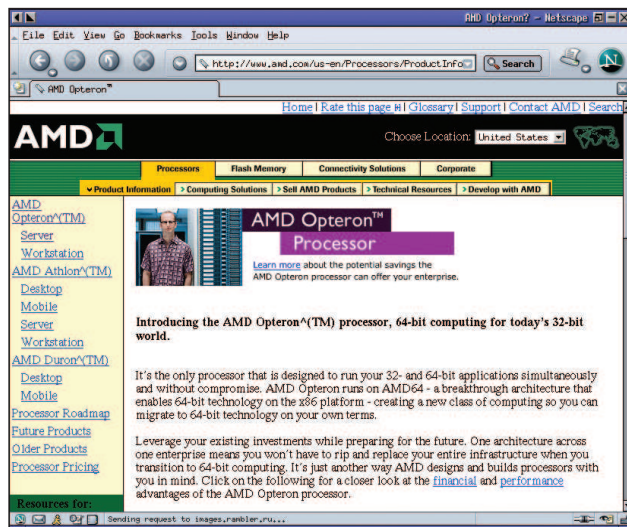 AMD Opteron? - Netscape
File Edit View Go Bookmarks Tools Window Help
http://www.amd.com/us-en/Processors/ProductInfo Search N
AMD Opteron™
Home | Rate this page | Glossary | Support | Contact AMD | Search
AMD Choose Location: United States
Processors Flash Memory Connectivity Solutions Corporate
Product Information Computing Solutions Sell AMD Products Technical Resources Develop with AMD
AMD
Opteron^(TM)
Server
Workstation
AMD Athlon^(TM)
Desktop
Mobile
Server
Workstation
AMD Duron^(TM)
Desktop
Mobile
Processor Roadmap
Future Products
Older Products
Processor Pricing
Resources for:
AMD Opteron™
Processor
Learn more about the potential savings the
AMD Opteron processor can offer your enterprise.
Introducing the AMD Opteron^(TM) processor, 64-bit computing for today's 32-bit
world.
It's the only processor that is designed to run your 32- and 64-bit applications simultaneously
and without compromise. AMD Opteron runs on AMD64 - a breakthrough architecture that
enables 64-bit technology on the x86 platform - creating a new class of computing so you can
migrate to 64-bit technology on your own terms.
Leverage your existing investments while preparing for the future. One architecture across
one enterprise means you won't have to rip and replace your entire infrastructure when you
transition to 64-bit computing. It's just another way AMD designs and builds processors with
you in mind. Click on the following for a closer look at the financial and performance
advantages of the AMD Opteron processor.
Sending request to images.rambler.ru...